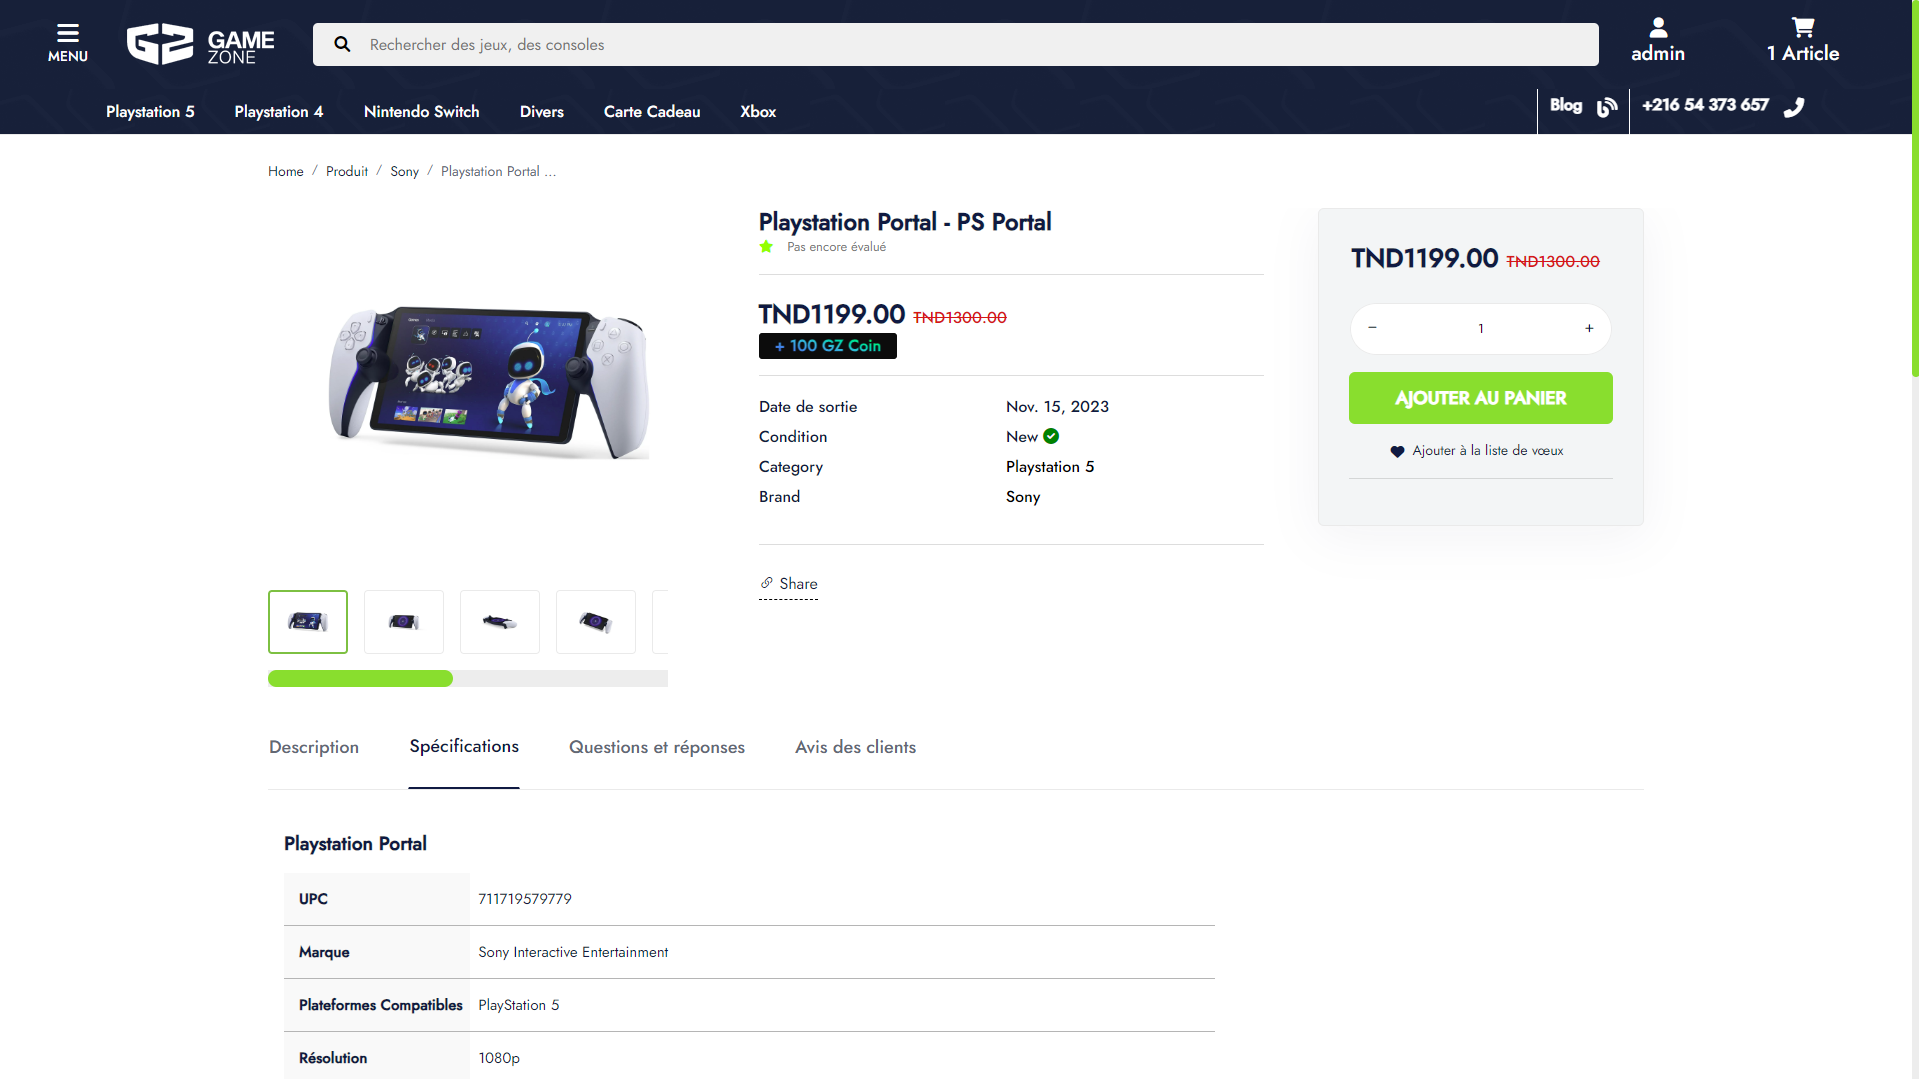 MENU
GAME
ZONE
Rechercher des jeux, des consoles
admin
1 Article
Playstation 5
Playstation 4
Nintendo Switch
Divers
Carte Cadeau
Xbox
Blog
+216 54 373 657
Home / Produit / Sony / Playstation Portal ...
Playstation Portal - PS Portal
Pas encore évalué
TND1199.00 TND1300.00
+ 100 GZ Coin
Date de sortie Nov. 15, 2023
Condition New
Category Playstation 5
Brand Sony
Share
TND1199.00 TND1300.00
− 1 +
AJOUTER AU PANIER
Ajouter à la liste de vœux
Description
Spécifications
Questions et réponses
Avis des clients
Playstation Portal
UPC 711719579779
Marque Sony Interactive Entertainment
Plateformes Compatibles PlayStation 5
Résolution 1080p